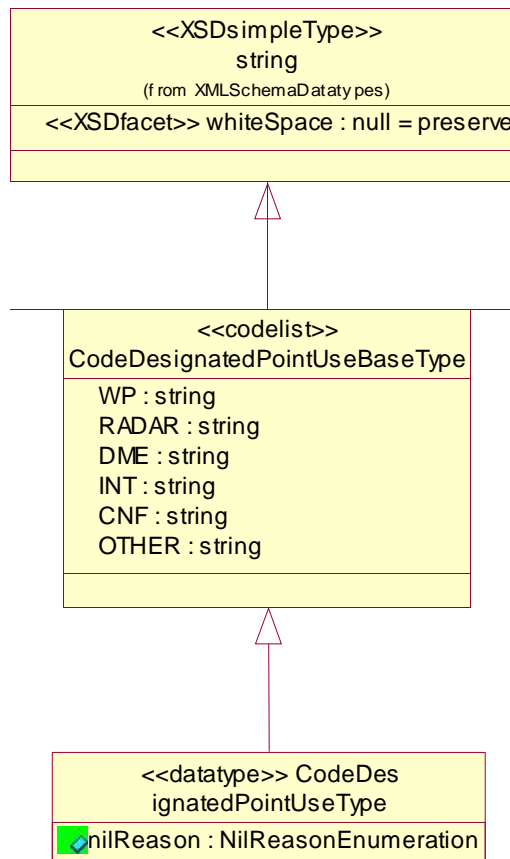 <<XSDsimpleType>>
string
(from XMLSchemaDatatypes)
<<XSDfacet>> whiteSpace : null = preserve
<<codelist>>
CodeDesignatedPointUseBaseType
WP : string
RADAR : string
DME : string
INT : string
CNF : string
OTHER : string
<<datatype>> CodeDes
ignatedPointUseType
nilReason : NilReasonEnumeration